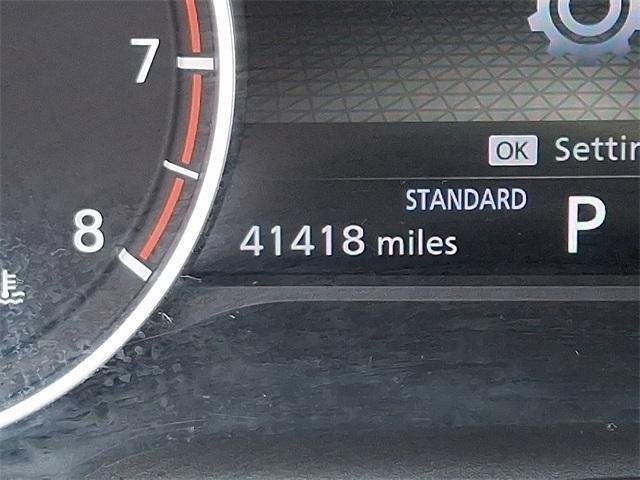 7
OK Settin
STANDARD
P
8
41418 miles